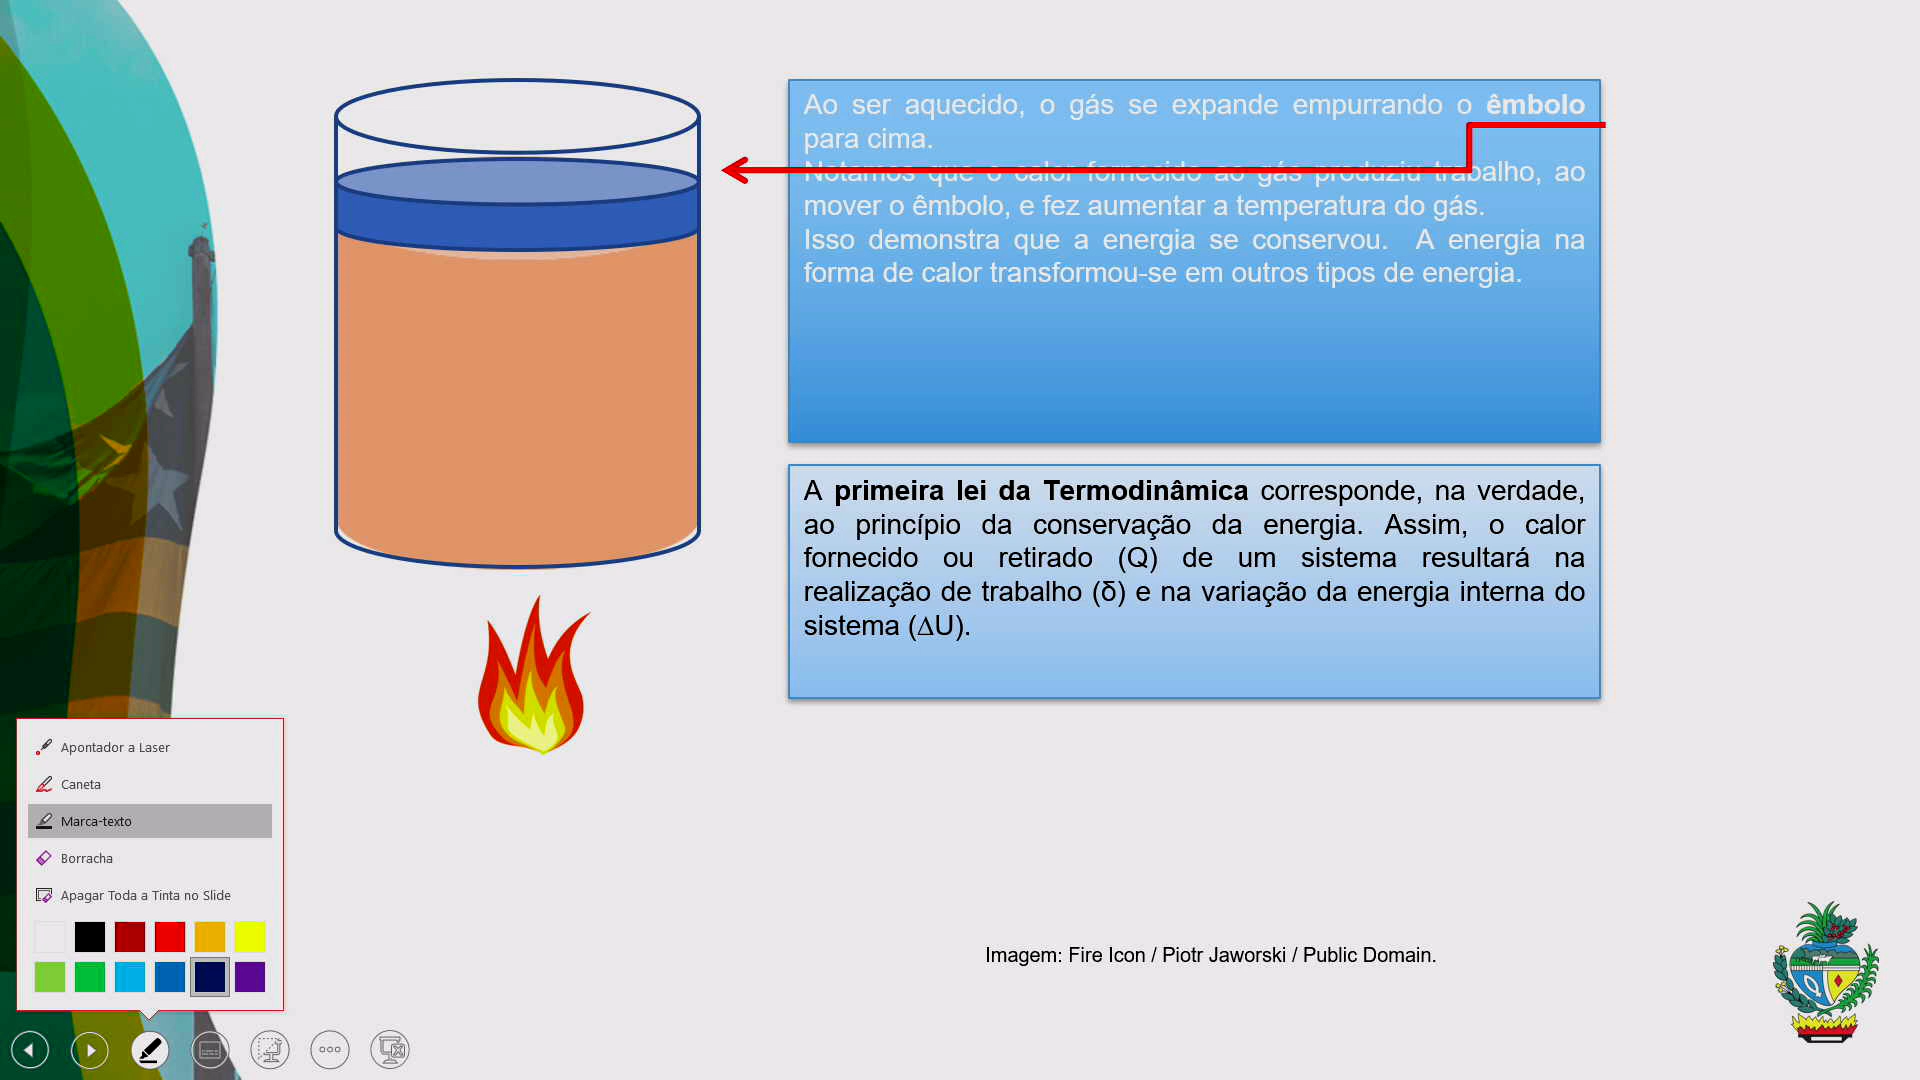 Ao ser aquecido, o gás se expande empurrando o êmbolo
para cima.
Notamos que o calor fornecido ao gás produziu trabalho, ao
mover o êmbolo, e fez aumentar a temperatura do gás.
Isso demonstra que a energia se conservou. A energia na
forma de calor transformou-se em outros tipos de energia.
A primeira lei da Termodinâmica corresponde, na verdade,
ao princípio da conservação da energia. Assim, o calor
fornecido ou retirado (Q) de um sistema resultará na
realização de trabalho (δ) e na variação da energia interna do
sistema (∆U).
Apontador a Laser
Caneta
Marca-texto
Borracha
Apagar Toda a Tinta no Slide
Imagem: Fire Icon / Piotr Jaworski / Public Domain.